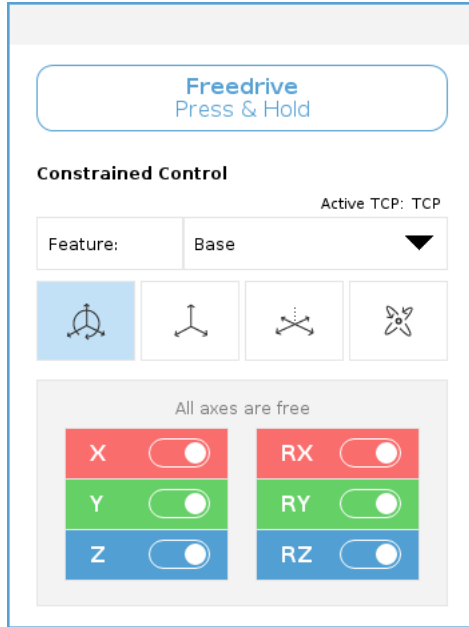 Freedrive
Press & Hold
Constrained Control
Active TCP: TCP
Feature: Base
All axes are free
X RX
Y RY
Z RZ